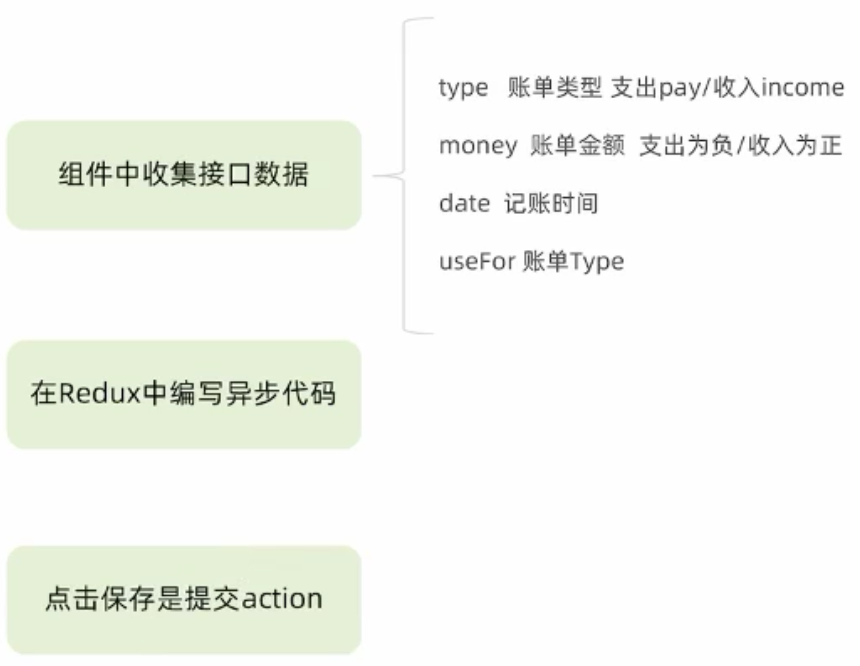 组件中收集接口数据
type 账单类型 支出pay/收入income
money 账单金额 支出为负/收入为正
date 记账时间
useFor 账单Type
在Redux中编写异步代码
点击保存是提交action